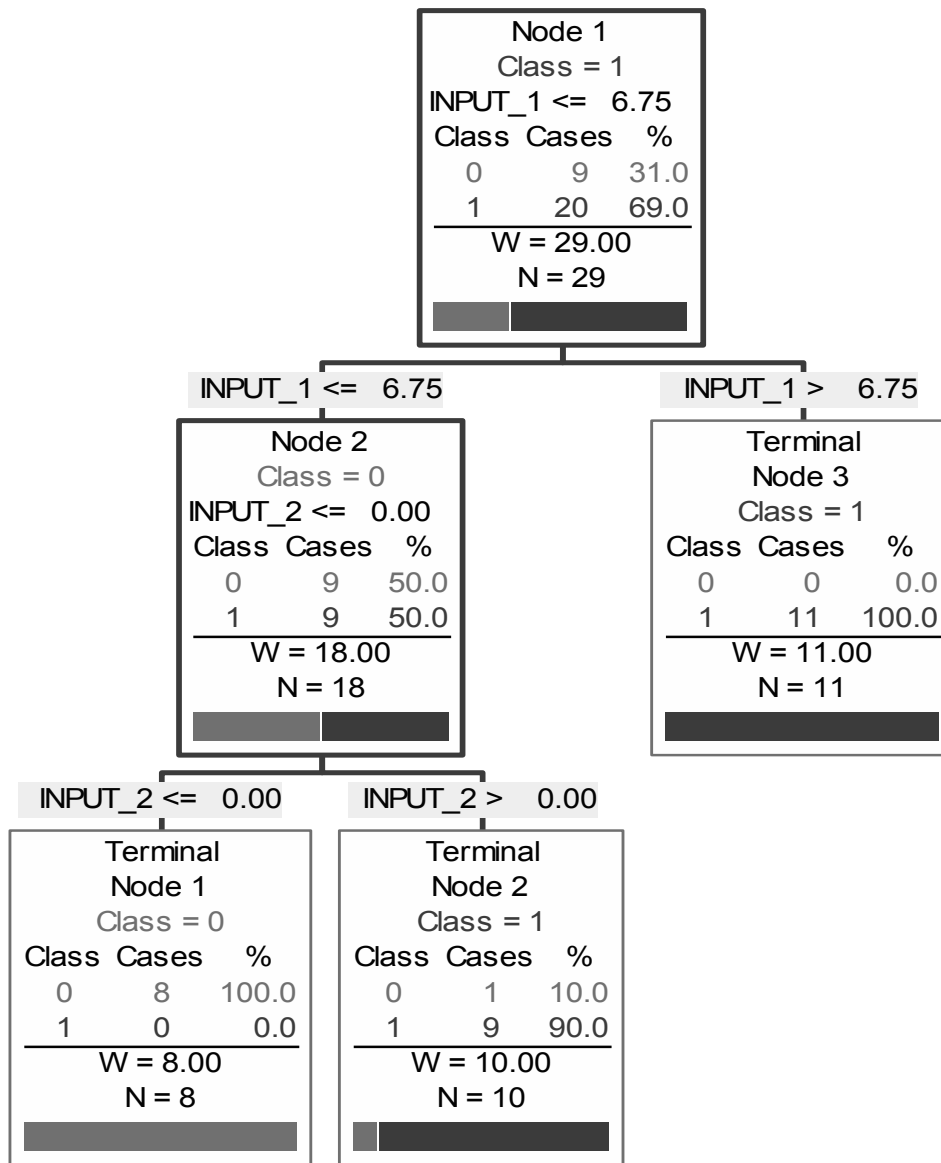 Node 1
Class = 1
INPUT_1 <= 6.75
Class Cases %
0 9 31.0
1 20 69.0
W = 29.00
N = 29
INPUT_1 <= 6.75
INPUT_1 > 6.75
Node 2
Class = 0
INPUT_2 <= 0.00
Class Cases %
0 9 50.0
1 9 50.0
W = 18.00
N = 18
Terminal
Node 3
Class = 1
Class Cases %
0 0 0.0
1 11 100.0
W = 11.00
N = 11
INPUT_2 <= 0.00
INPUT_2 > 0.00
Terminal
Node 1
Class = 0
Class Cases %
0 8 100.0
1 0 0.0
W = 8.00
N = 8
Terminal
Node 2
Class = 1
Class Cases %
0 1 10.0
1 9 90.0
W = 10.00
N = 10